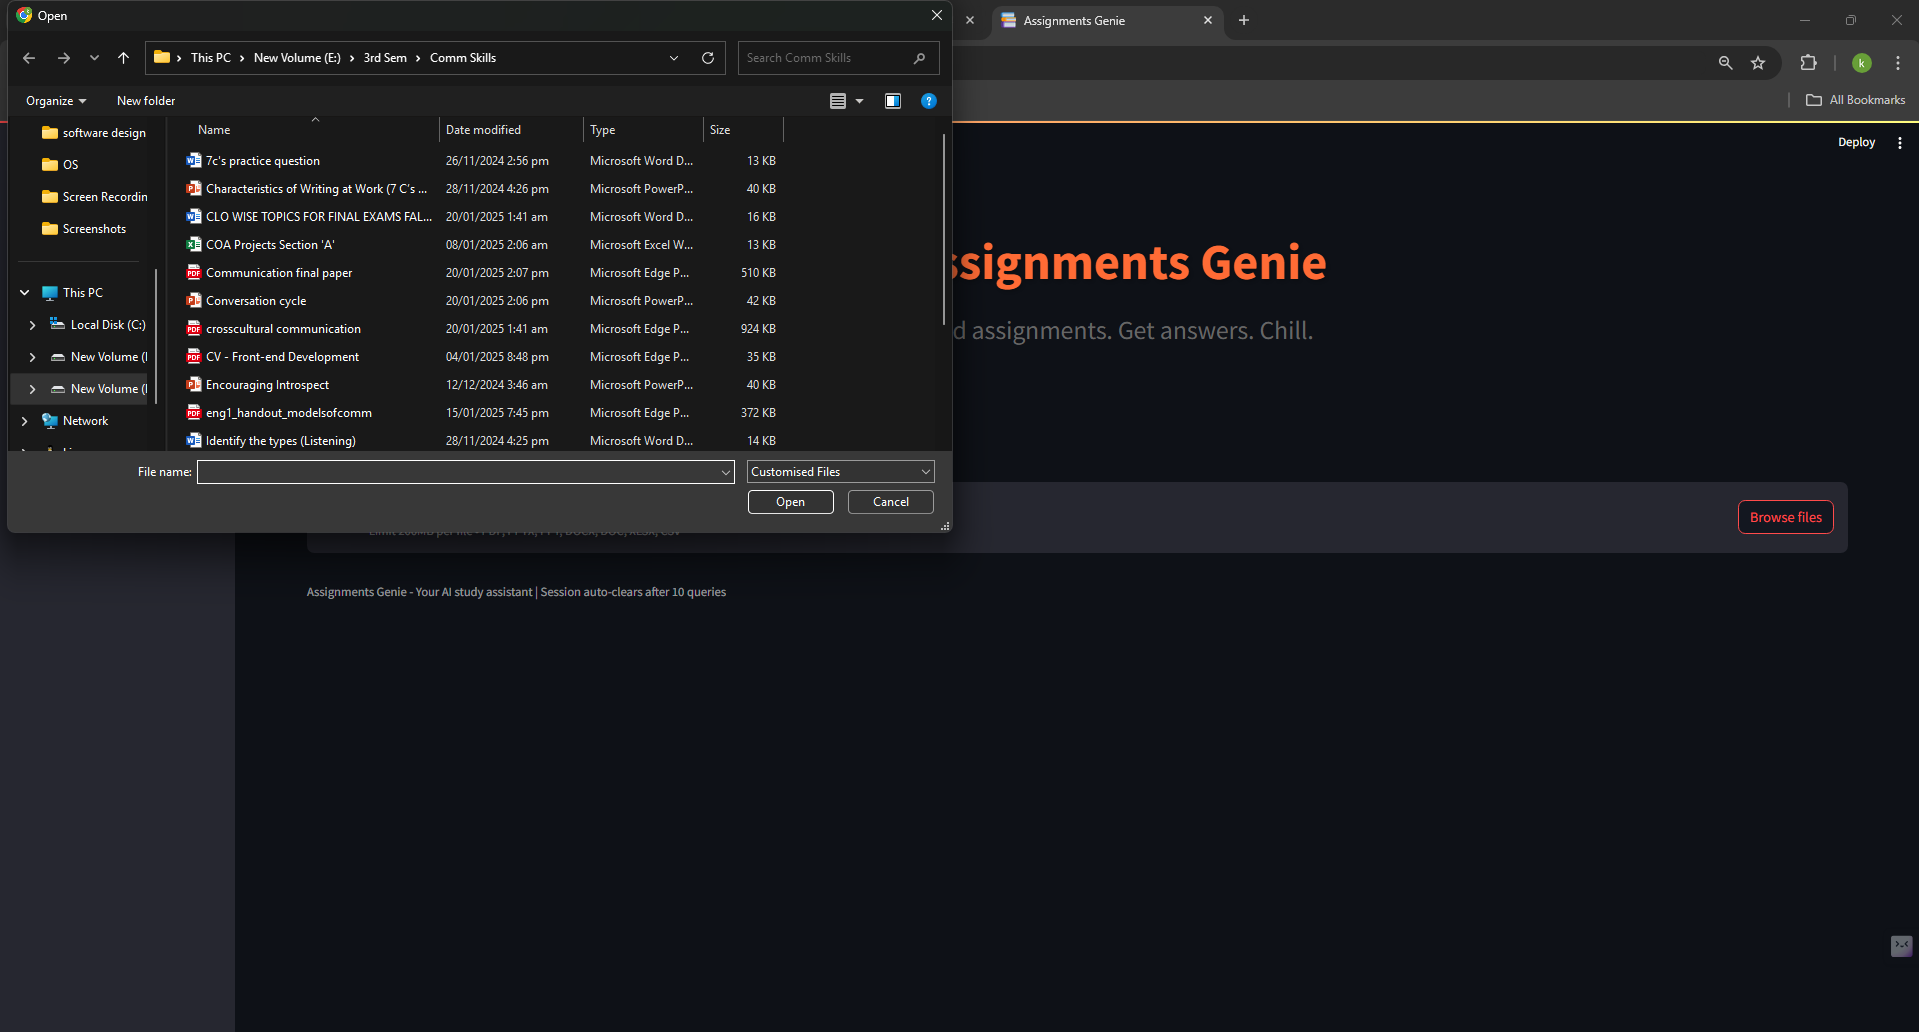 Open
Assignments Genie
k
This PC > New Volume (E:) > 3rd Sem > Comm Skills
Search Comm Skills
Organize
New folder
All Bookmarks
Deploy
software design
OS
Screen Recordin
Screenshots
This PC
Local Disk (C:)
New Volume (
New Volume (
Network
Name Date modified Type Size
7c's practice question 26/11/2024 2:56 pm Microsoft Word D... 13 KB
Characteristics of Writing at Work (7 C's ... 28/11/2024 4:26 pm Microsoft PowerP... 40 KB
CLO WISE TOPICS FOR FINAL EXAMS FAL... 20/01/2025 1:41 am Microsoft Word D... 16 KB
COA Projects Section 'A' 08/01/2025 2:06 am Microsoft Excel W... 13 KB
Communication final paper 20/01/2025 2:07 pm Microsoft Edge P... 510 KB
Conversation cycle 20/01/2025 2:06 pm Microsoft PowerP... 42 KB
crosscultural communication 20/01/2025 1:41 am Microsoft Edge P... 924 KB
CV - Front-end Development 04/01/2025 8:48 pm Microsoft Edge P... 35 KB
Encouraging Introspect 12/12/2024 3:46 am Microsoft PowerP... 40 KB
eng1_handout_modelsofcomm 15/01/2025 7:45 pm Microsoft Edge P... 372 KB
Identify the types (Listening) 28/11/2024 4:25 pm Microsoft Word D... 14 KB
File name:
Customised Files
Open
Cancel
ssignments Genie
d assignments. Get answers. Chill.
Browse files
Assignments Genie - Your AI study assistant | Session auto-clears after 10 queries